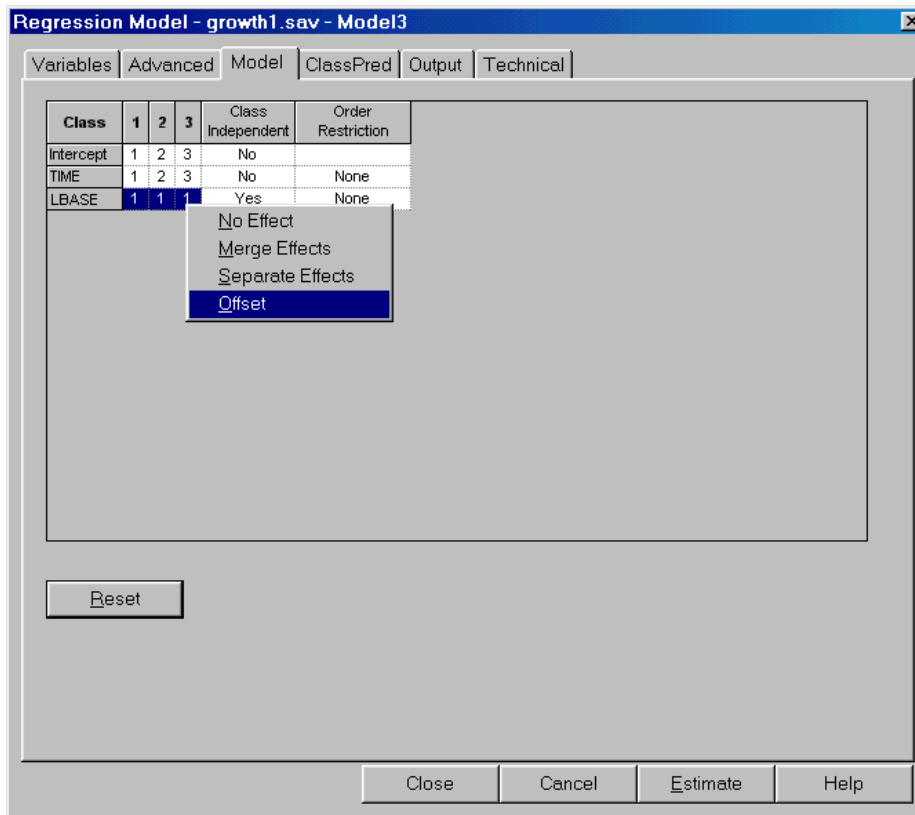 Regression Model - growth1.sav - Model3
Variables Advanced Model ClassPred Output Technical
Class 1 2 3 Class Independent Order Restriction
Intercept 1 2 3 No
TIME 1 2 3 No None
LBASE 1 1 1 Yes None
No Effect
Merge Effects
Separate Effects
Offset
Reset
Close Cancel Estimate Help